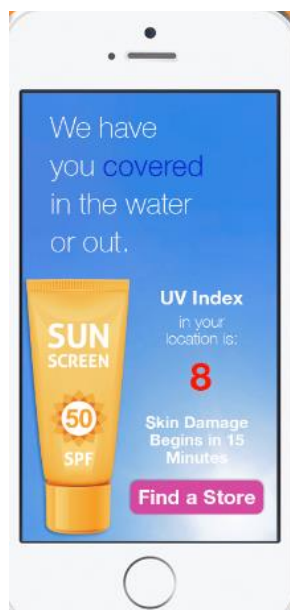 We have
you covered
in the water
or out.
SUN
SCREEN
50
SPF
UV Index
in your
location is:
8
Skin Damage
Begins in 15
Minutes
Find a Store